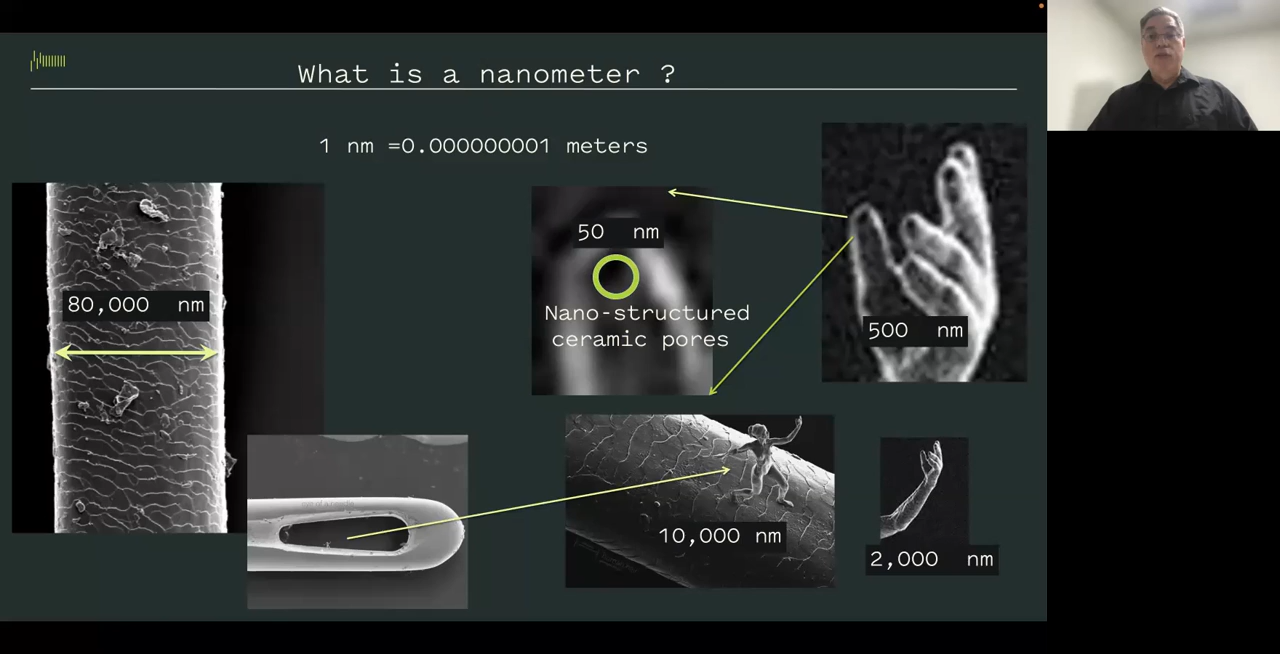 What is a nanometer ?
1 nm =0.000000001 meters
80,000 nm
50 nm
Nano-structured
ceramic pores
500 nm
10,000 nm
2,000 nm